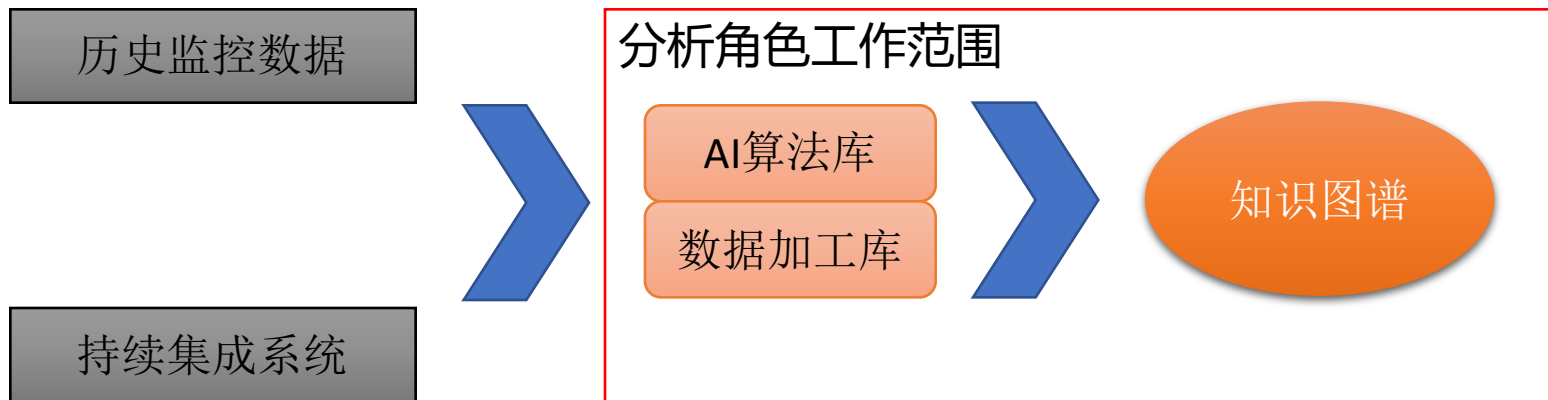 历史监控数据
分析角色工作范围
AI算法库
数据加工库
知识图谱
持续集成系统